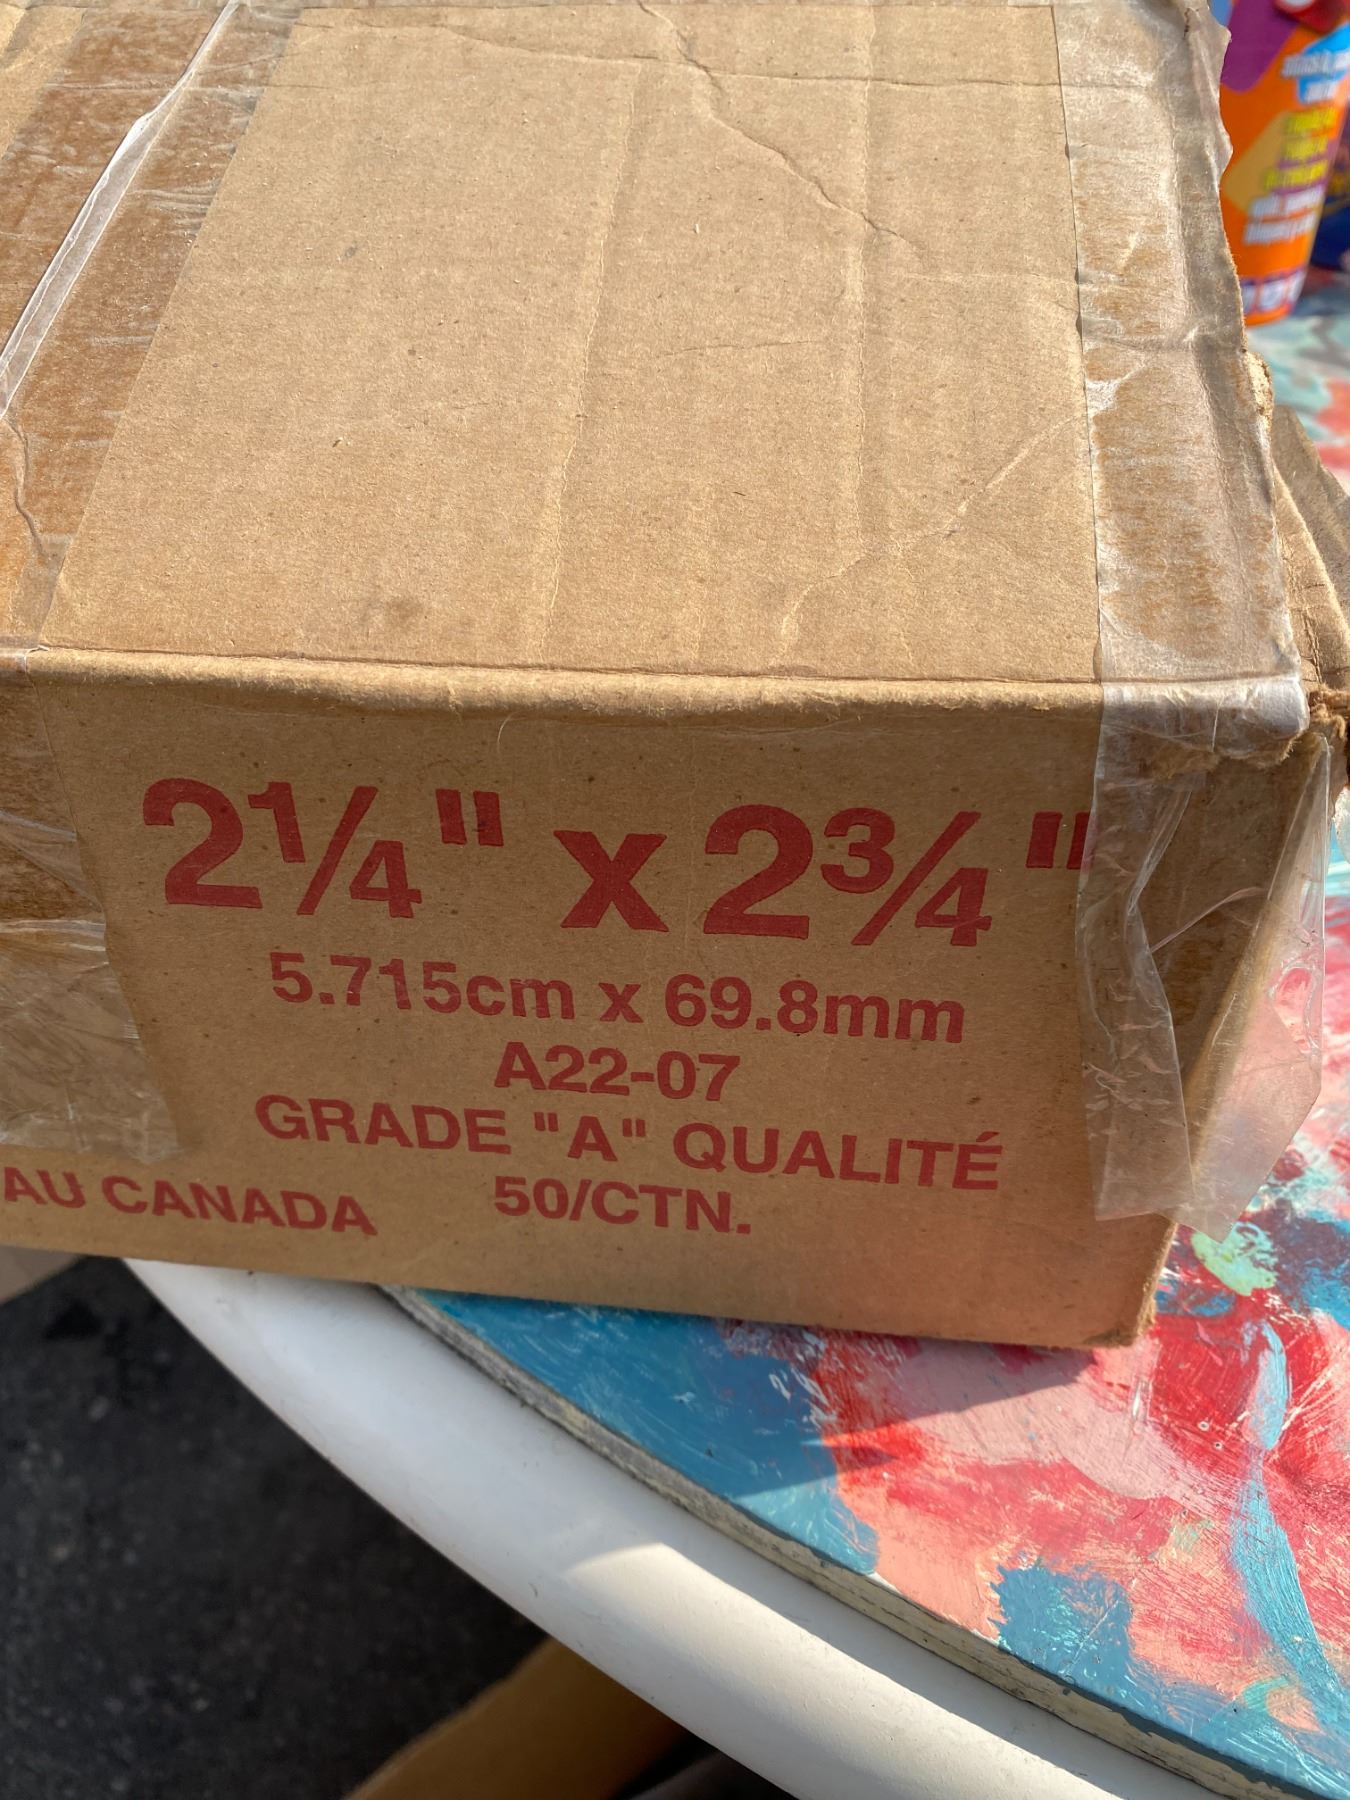 2¼" x 2¾"
5.715cm x 69.8mm
A22-07
GRADE "A" QUALITÉ
50/CTN.
AU CANADA